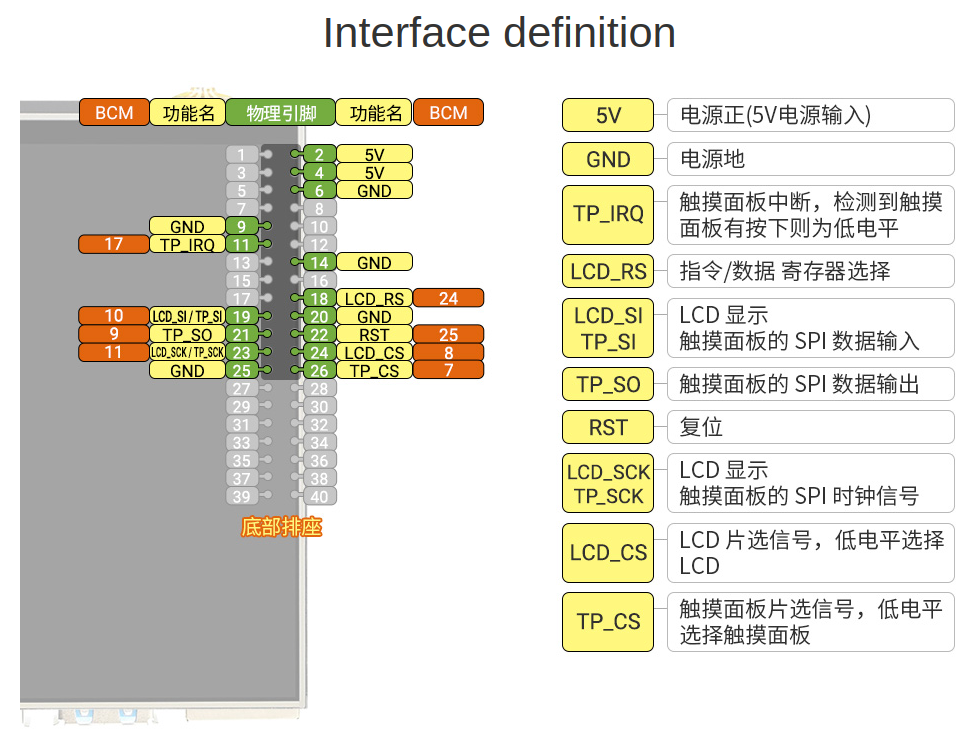 Interface definition
BCM 功能名 物理引脚 功能名 BCM
1 2 5V
3 4 5V
5 6 GND
7 8
GND 9 10
17 TP_IRQ 11 12
13 14 GND
15 16
17 18 LCD_RS 24
10 LCD_SI / TP_SI 19 20 GND
9 TP_SO 21 22 RST 25
11 LCD_SCK / TP_SCK 23 24 LCD_CS 8
GND 25 26 TP_CS 7
27 28
29 30
31 32
33 34
35 36
37 38
39 40
底部排座
5V 电源正(5V电源输入)
GND 电源地
TP_IRQ 触摸面板中断，检测到触摸
面板有按下则为低电平
LCD_RS 指令/数据 寄存器选择
LCD_SI LCD 显示
TP_SI 触摸面板的 SPI 数据输入
TP_SO 触摸面板的 SPI 数据输出
RST 复位
LCD_SCK LCD 显示
TP_SCK 触摸面板的 SPI 时钟信号
LCD_CS LCD 片选信号，低电平选择
LCD
TP_CS 触摸面板片选信号，低电平
选择触摸面板